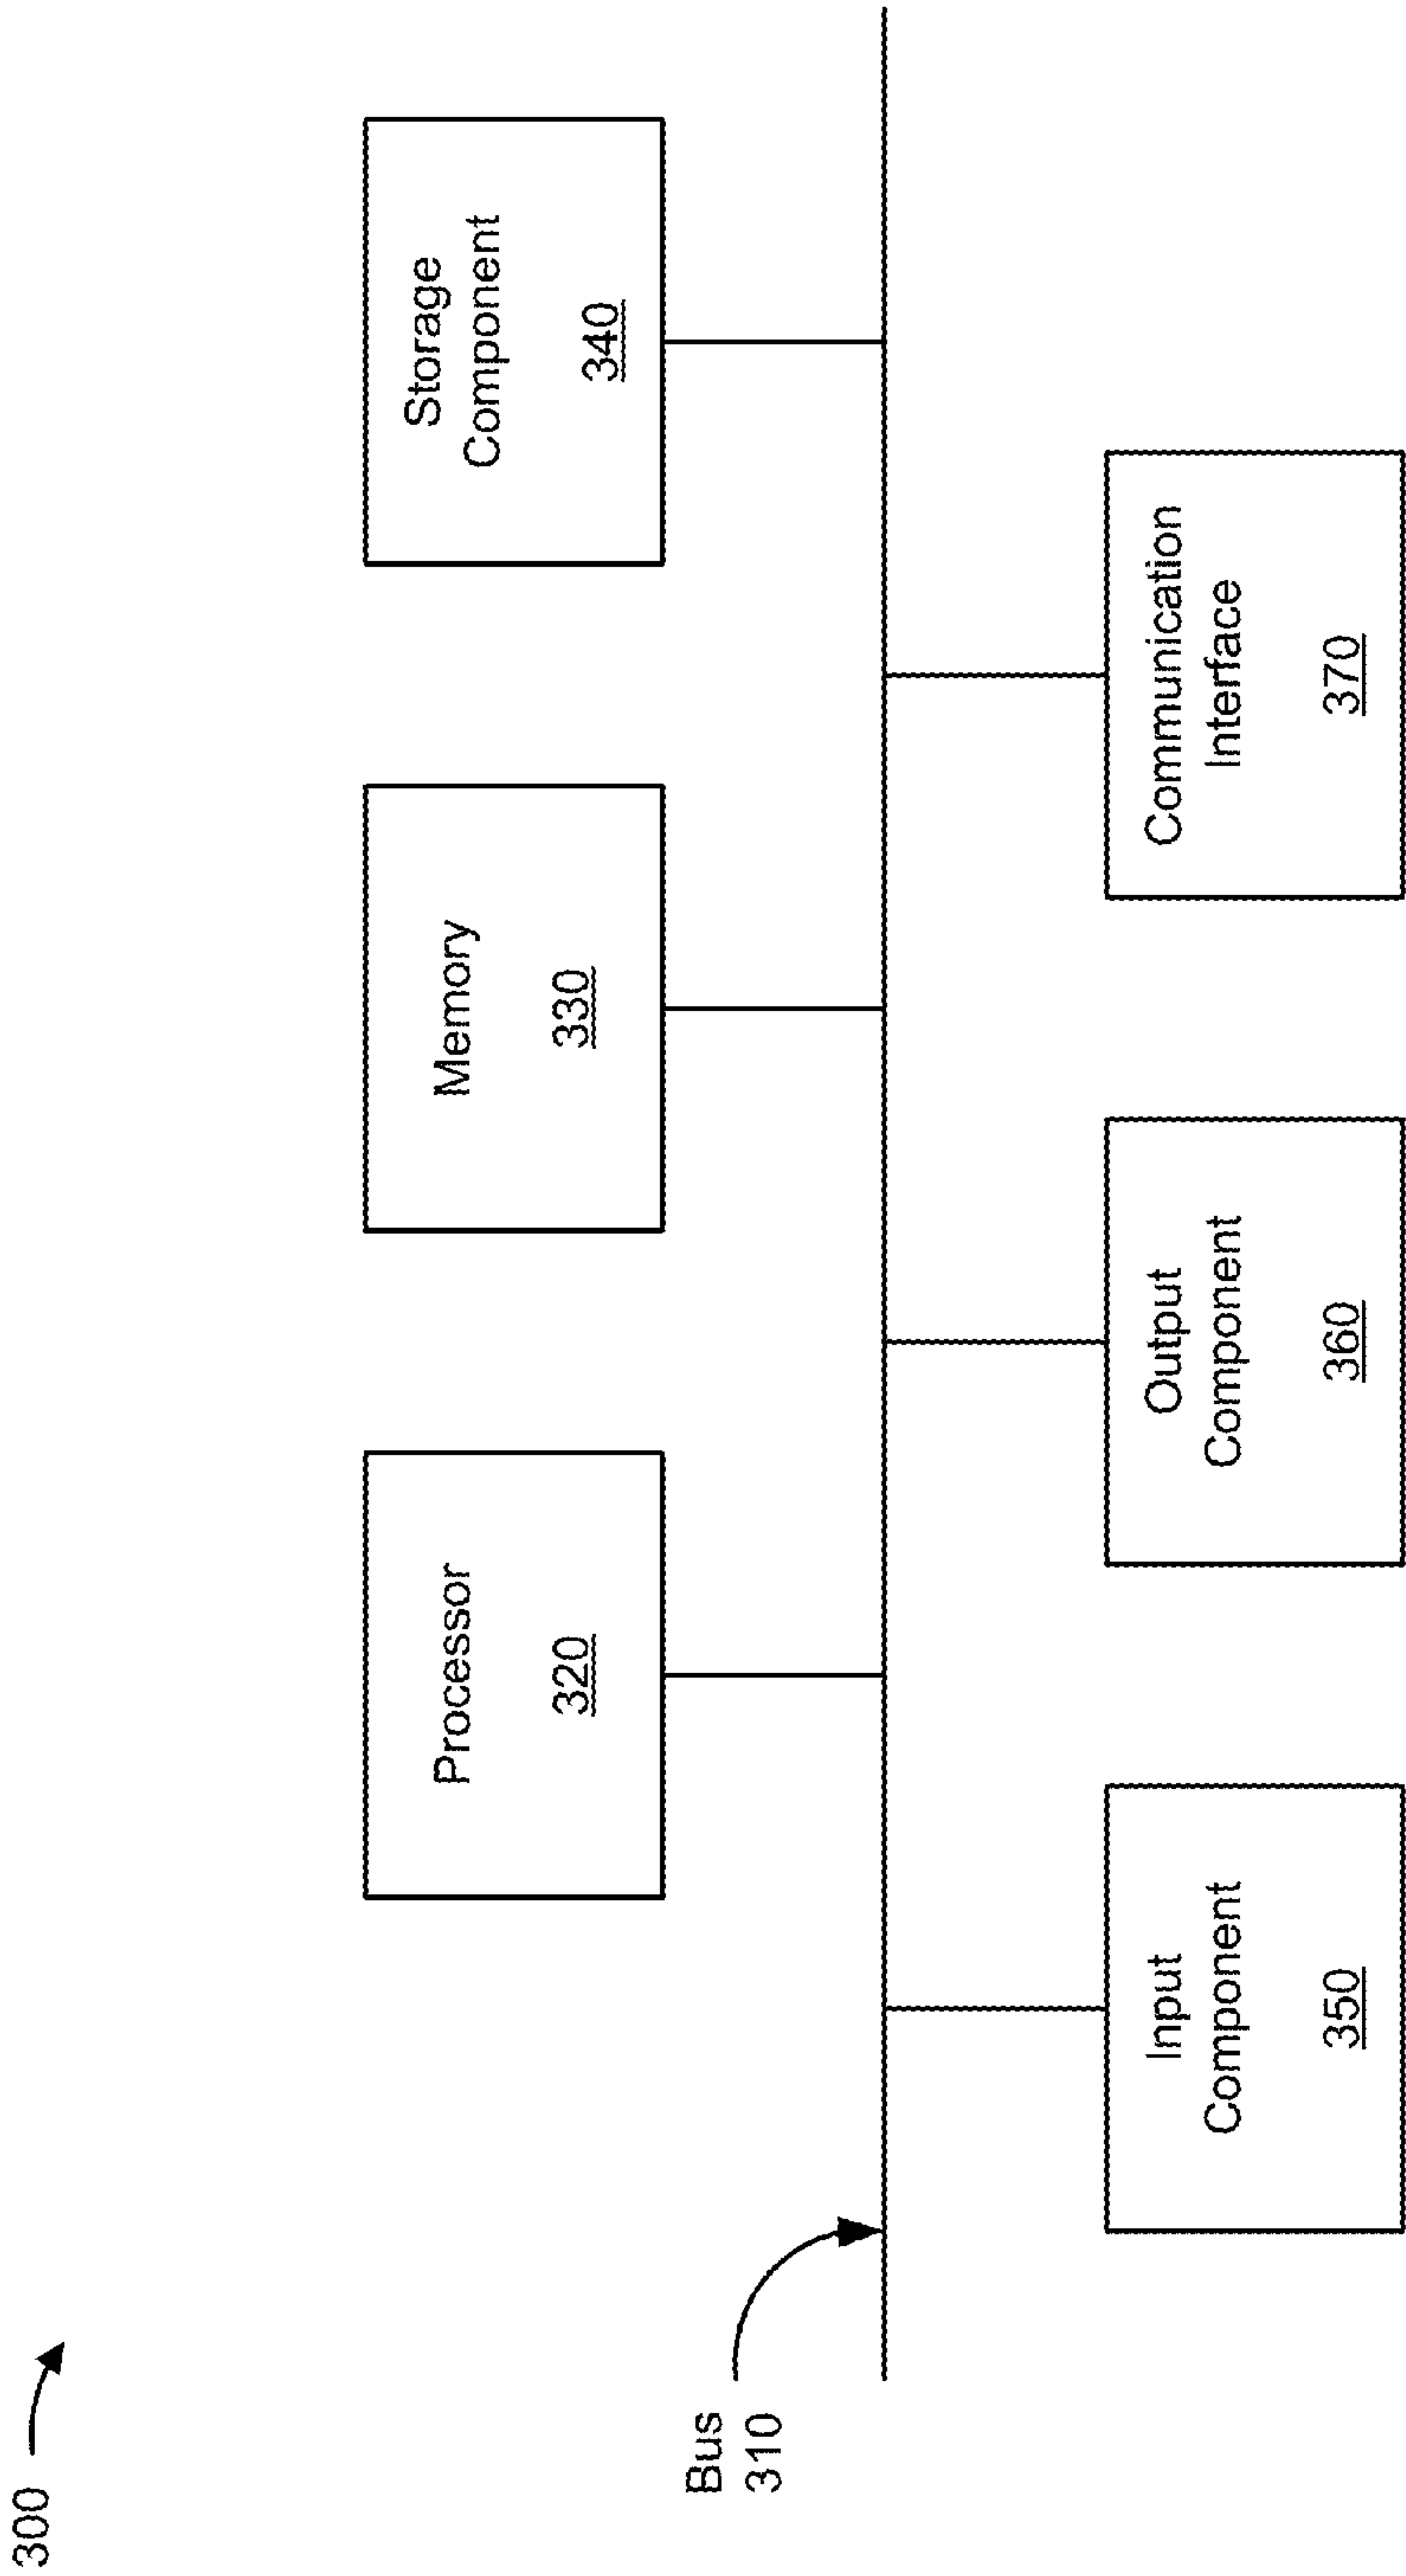 300
Processor
320
Memory
330
Storage
Component
340
Bus
310
Input
Component
350
Output
Component
360
Communication
Interface
370